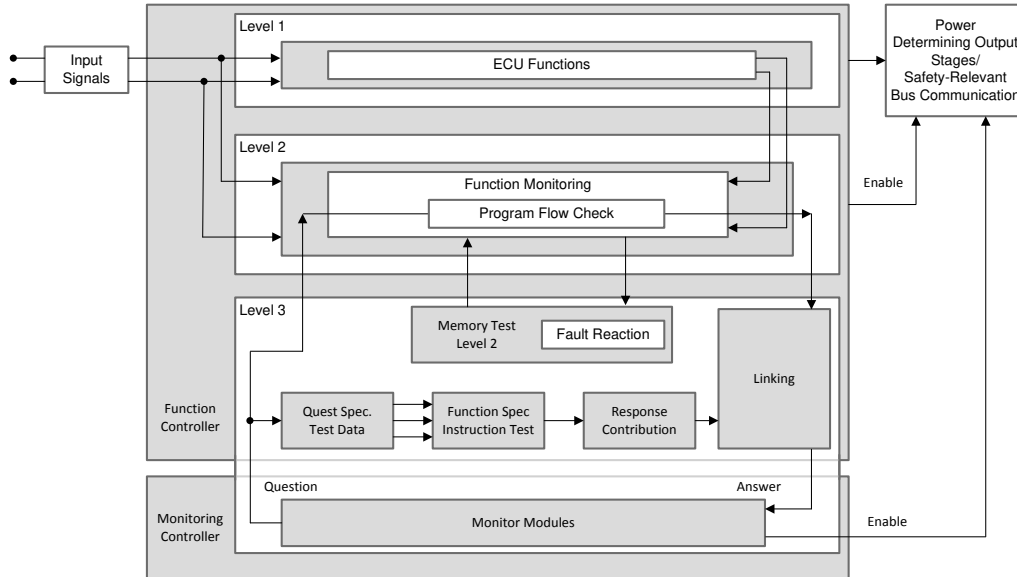 Level 1
Input
Signals
ECU Functions
Power
Determining Output
Stages/
Safety-Relevant
Bus Communication
Level 2
Function Monitoring
Program Flow Check
Enable
Level 3
Memory Test
Level 2
Fault Reaction
Linking
Function
Controller
Quest Spec.
Test Data
Function Spec
Instruction Test
Response
Contribution
Question
Answer
Monitoring
Controller
Monitor Modules
Enable